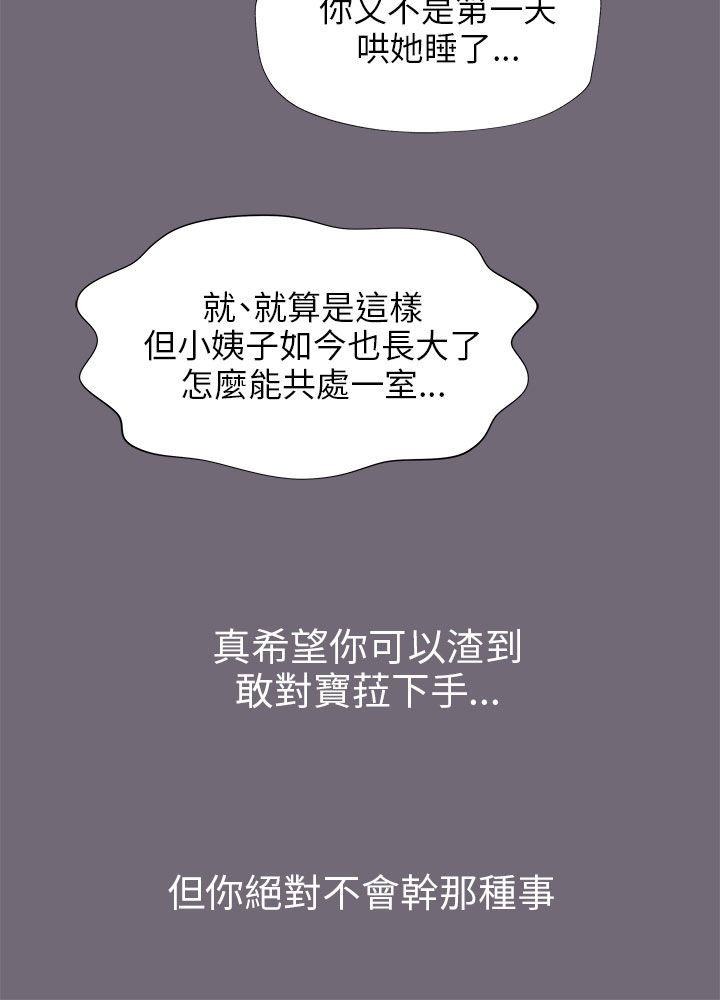 你又不是第一天
哄她睡了...
就、就算是這樣
但小姨子如今也長大了
怎麼能共處一室...
真希望你可以渣到
敢對寶菈下手...
但你絕對不會幹那種事